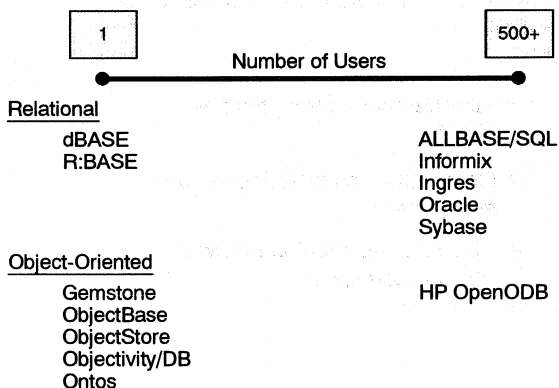 1 500+
Number of Users
Relational
dBASE ALLBASE/SQL
R:BASE Informix
Ingres
Oracle
Sybase
Object-Oriented
Gemstone HP OpenODB
ObjectBase
ObjectStore
Objectivity/DB
Ontos